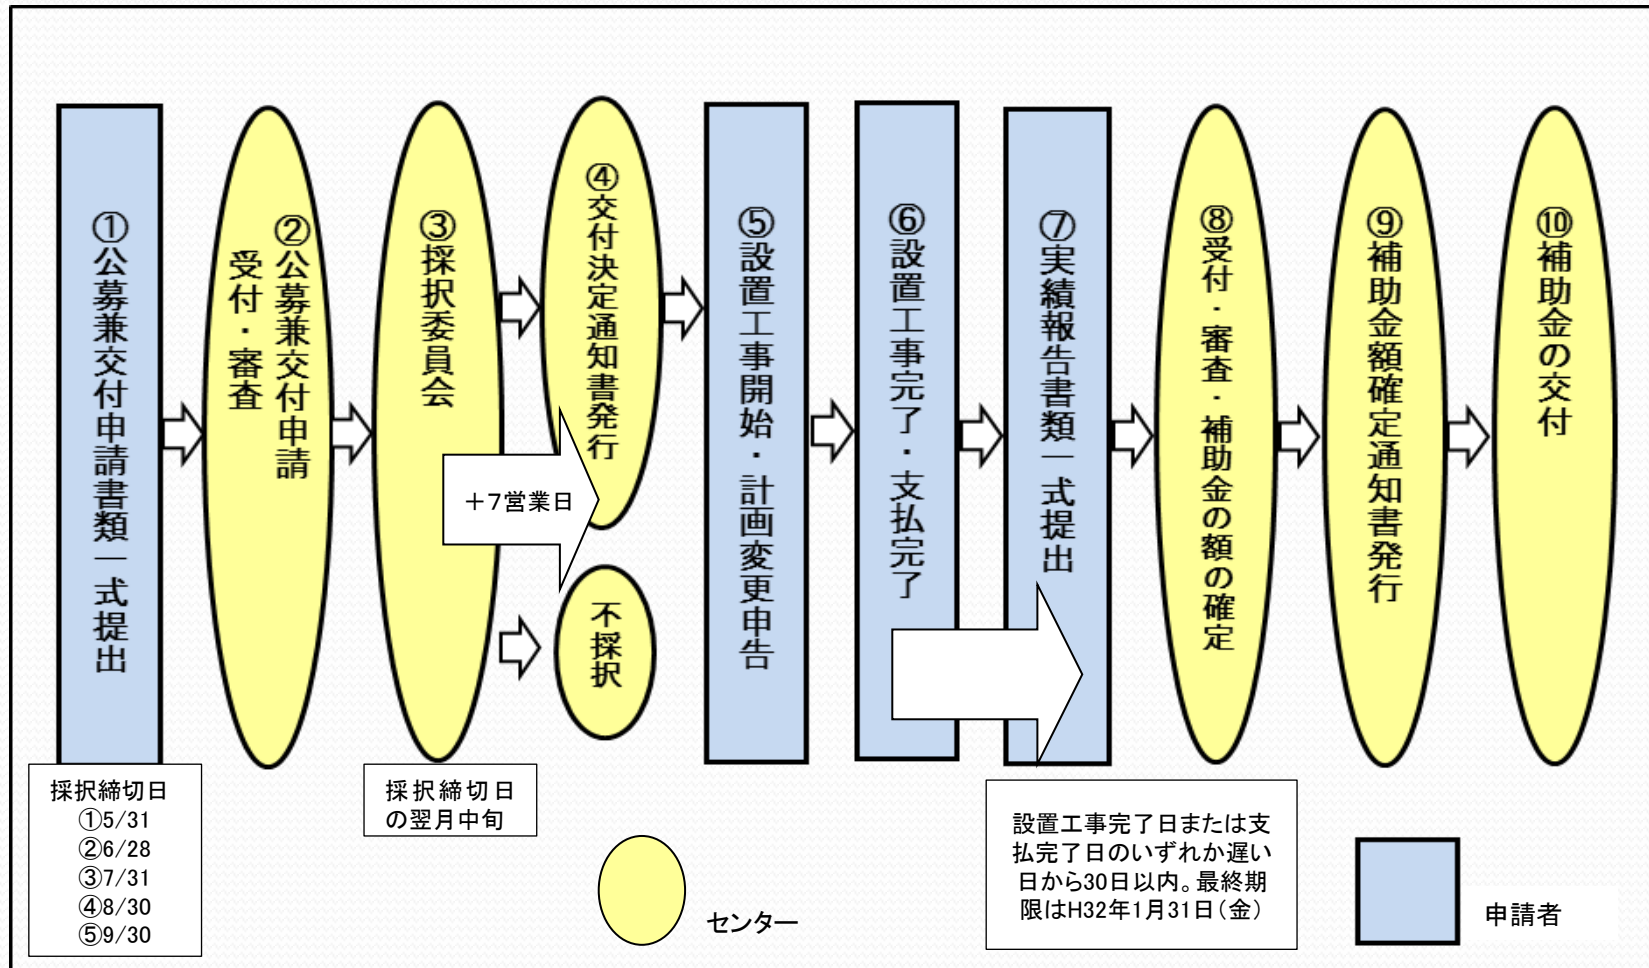 ①公募兼交付申請書類一式提出
②公募兼交付申請
受付・審査
③採択委員会
④交付決定通知書発行
+7営業日
不採択
⑤設置工事開始・計画変更申告
⑥設置工事完了・支払完了
⑦実績報告書類一式提出
⑧受付・審査・補助金の額の確定
⑨補助金額確定通知書発行
⑩補助金の交付
採択締切日
①5/31
②6/28
③7/31
④8/30
⑤9/30
採択締切日
の翌月中旬
センター
設置工事完了日または支
払完了日のいずれか遅い
日から30日以内。最終期
限はH32年1月31日(金)
申請者